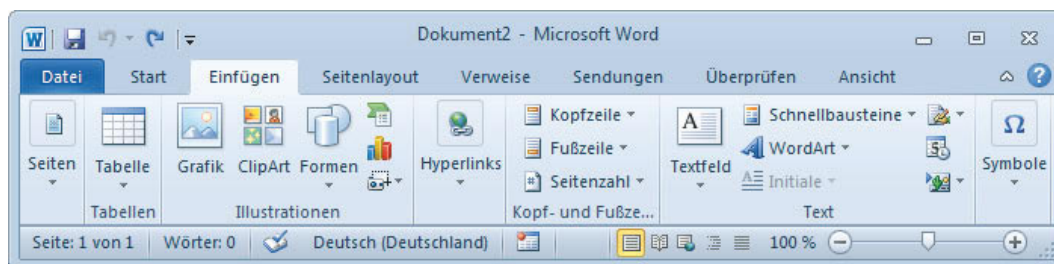 Dokument2 - Microsoft Word
Datei Start Einfügen Seitenlayout Verweise Sendungen Überprüfen Ansicht
Kopfzeile Schnellbausteine
Seiten Tabelle Grafik ClipArt Formen Hyperlinks Fußzeile Textfeld WordArt Symbole
Seitenzahl Initiale
Tabellen Illustrationen Kopf- und Fußze... Text
Seite: 1 von 1 Wörter: 0 Deutsch (Deutschland) 100 %